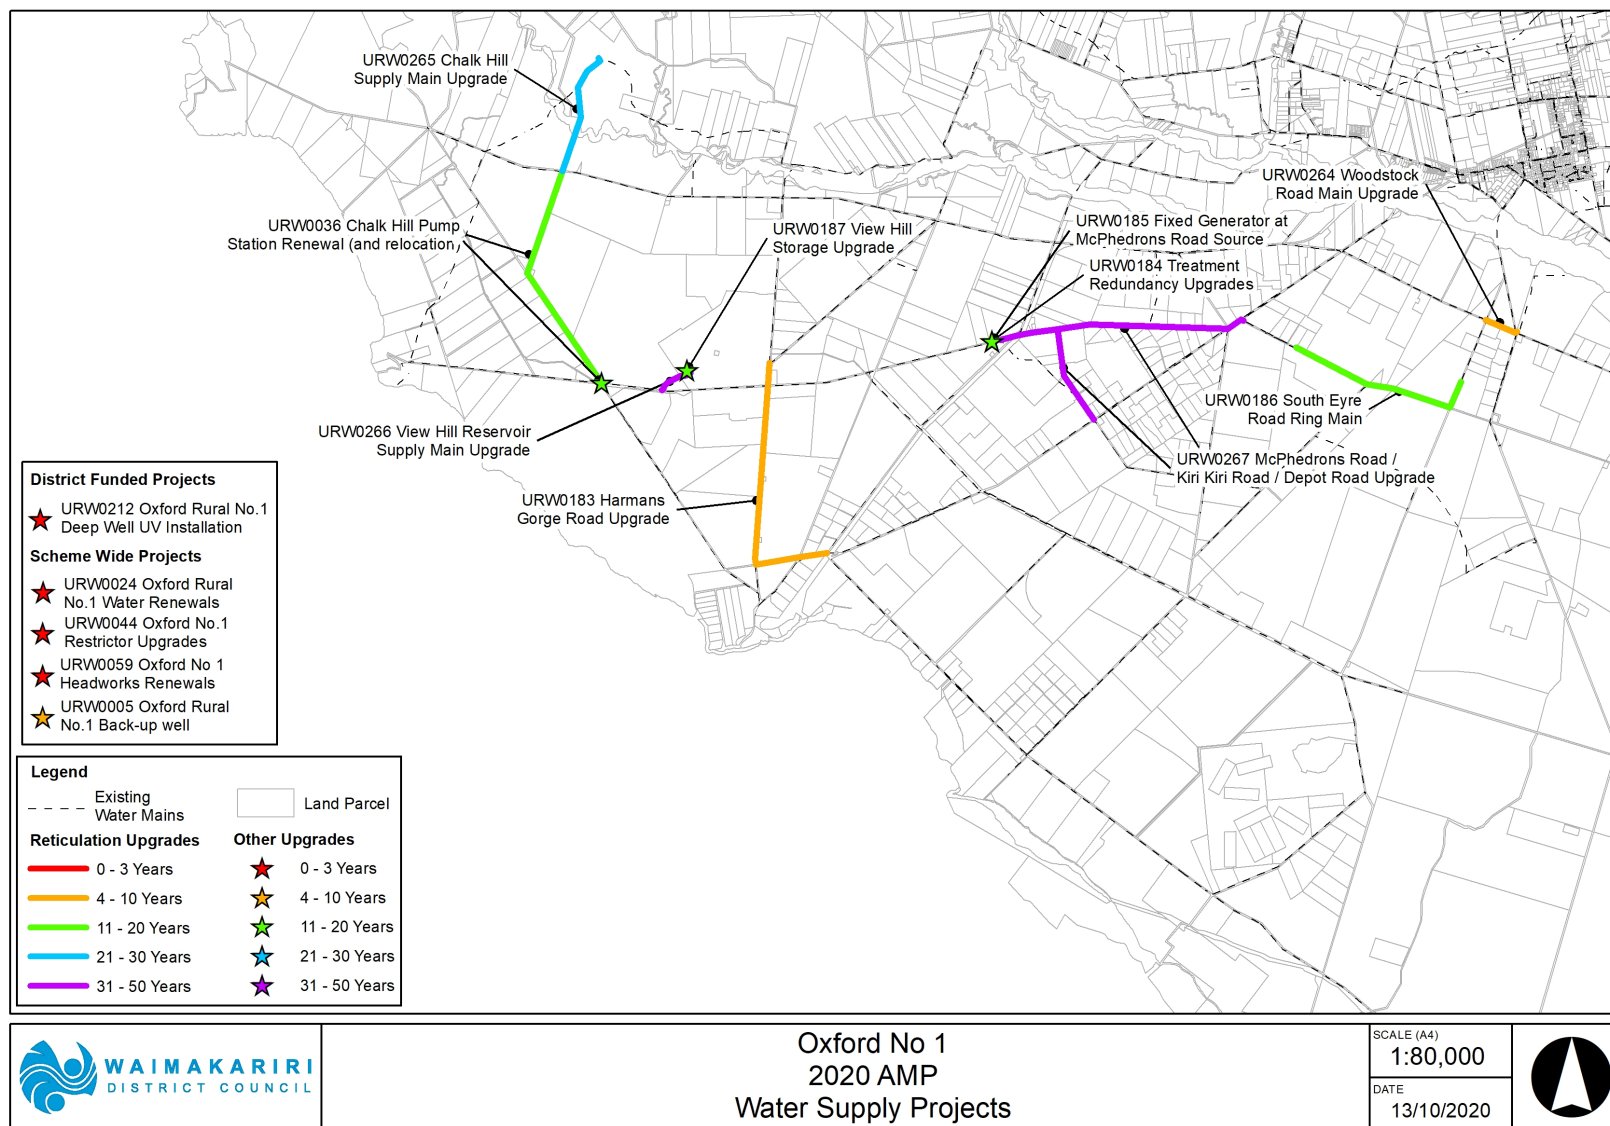 URW0265 Chalk Hill
Supply Main Upgrade
URW0264 Woodstock
Road Main Upgrade
URW0036 Chalk Hill Pump
Station Renewal (and relocation)
URW0187 View Hill
Storage Upgrade
URW0185 Fixed Generator at
McPhedrons Road Source
URW0184 Treatment
Redundancy Upgrades
URW0186 South Eyre
Road Ring Main
URW0266 View Hill Reservoir
Supply Main Upgrade
URW0267 McPhedrons Road /
Kiri Kiri Road / Depot Road Upgrade
URW0183 Harmans
Gorge Road Upgrade
District Funded Projects
URW0212 Oxford Rural No.1
Deep Well UV Installation
Scheme Wide Projects
URW0024 Oxford Rural
No.1 Water Renewals
URW0044 Oxford No.1
Restrictor Upgrades
URW0059 Oxford No 1
Headworks Renewals
URW0005 Oxford Rural
No.1 Back-up well
Legend
Existing
Water Mains
Land Parcel
Reticulation Upgrades
0 - 3 Years
4 - 10 Years
11 - 20 Years
21 - 30 Years
31 - 50 Years
Other Upgrades
0 - 3 Years
4 - 10 Years
11 - 20 Years
21 - 30 Years
31 - 50 Years
WAIMAKARIRI
DISTRICT COUNCIL
Oxford No 1
2020 AMP
Water Supply Projects
SCALE (A4)
1:80,000
DATE
13/10/2020